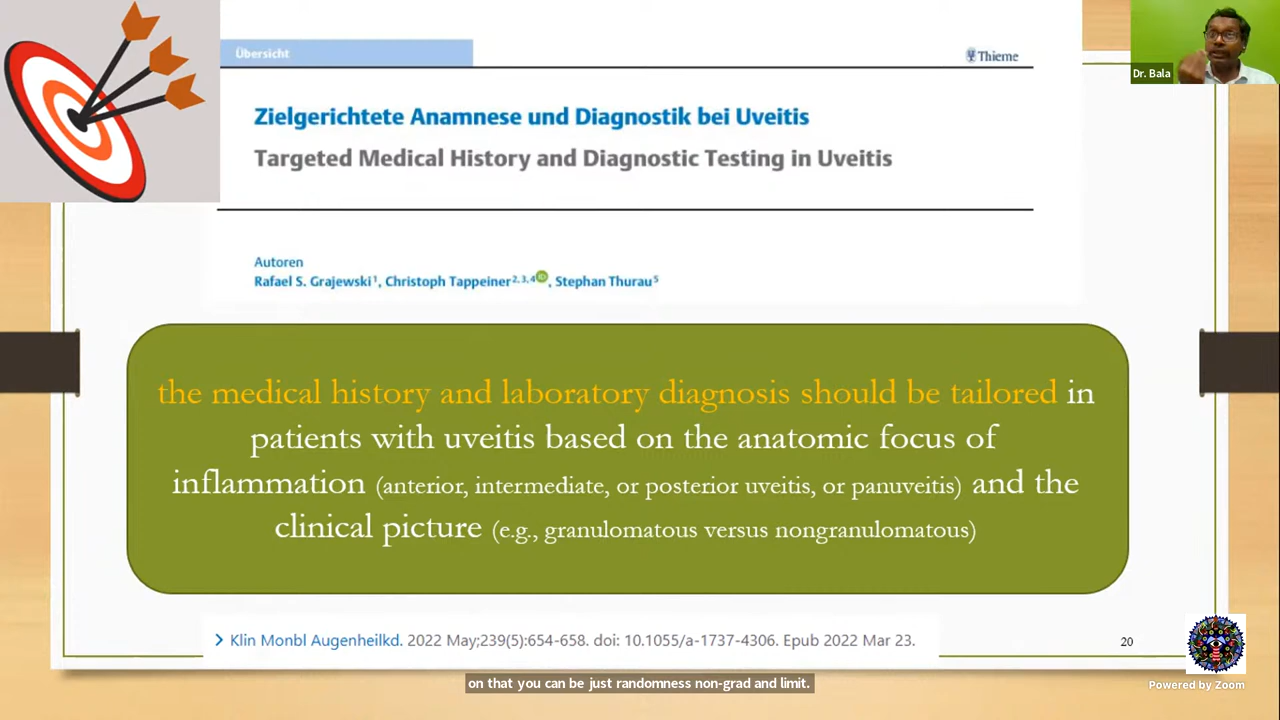 Übersicht
Thieme
Dr. Bala
Zielgerichtete Anamnese und Diagnostik bei Uveitis
Targeted Medical History and Diagnostic Testing in Uveitis
Autoren
Rafael S. Grajewski1, Christoph Tappeiner2,3,4, Stephan Thurau5
the medical history and laboratory diagnosis should be tailored in
patients with uveitis based on the anatomic focus of
inflammation (anterior, intermediate, or posterior uveitis, or panuveitis) and the
clinical picture (e.g., granulomatous versus nongranulomatous)
Klin Monbl Augenheilkd. 2022 May;239(5):654-658. doi: 10.1055/a-1737-4306. Epub 2022 Mar 23.
20
on that you can be just randomness non-grad and limit.
Powered by Zoom